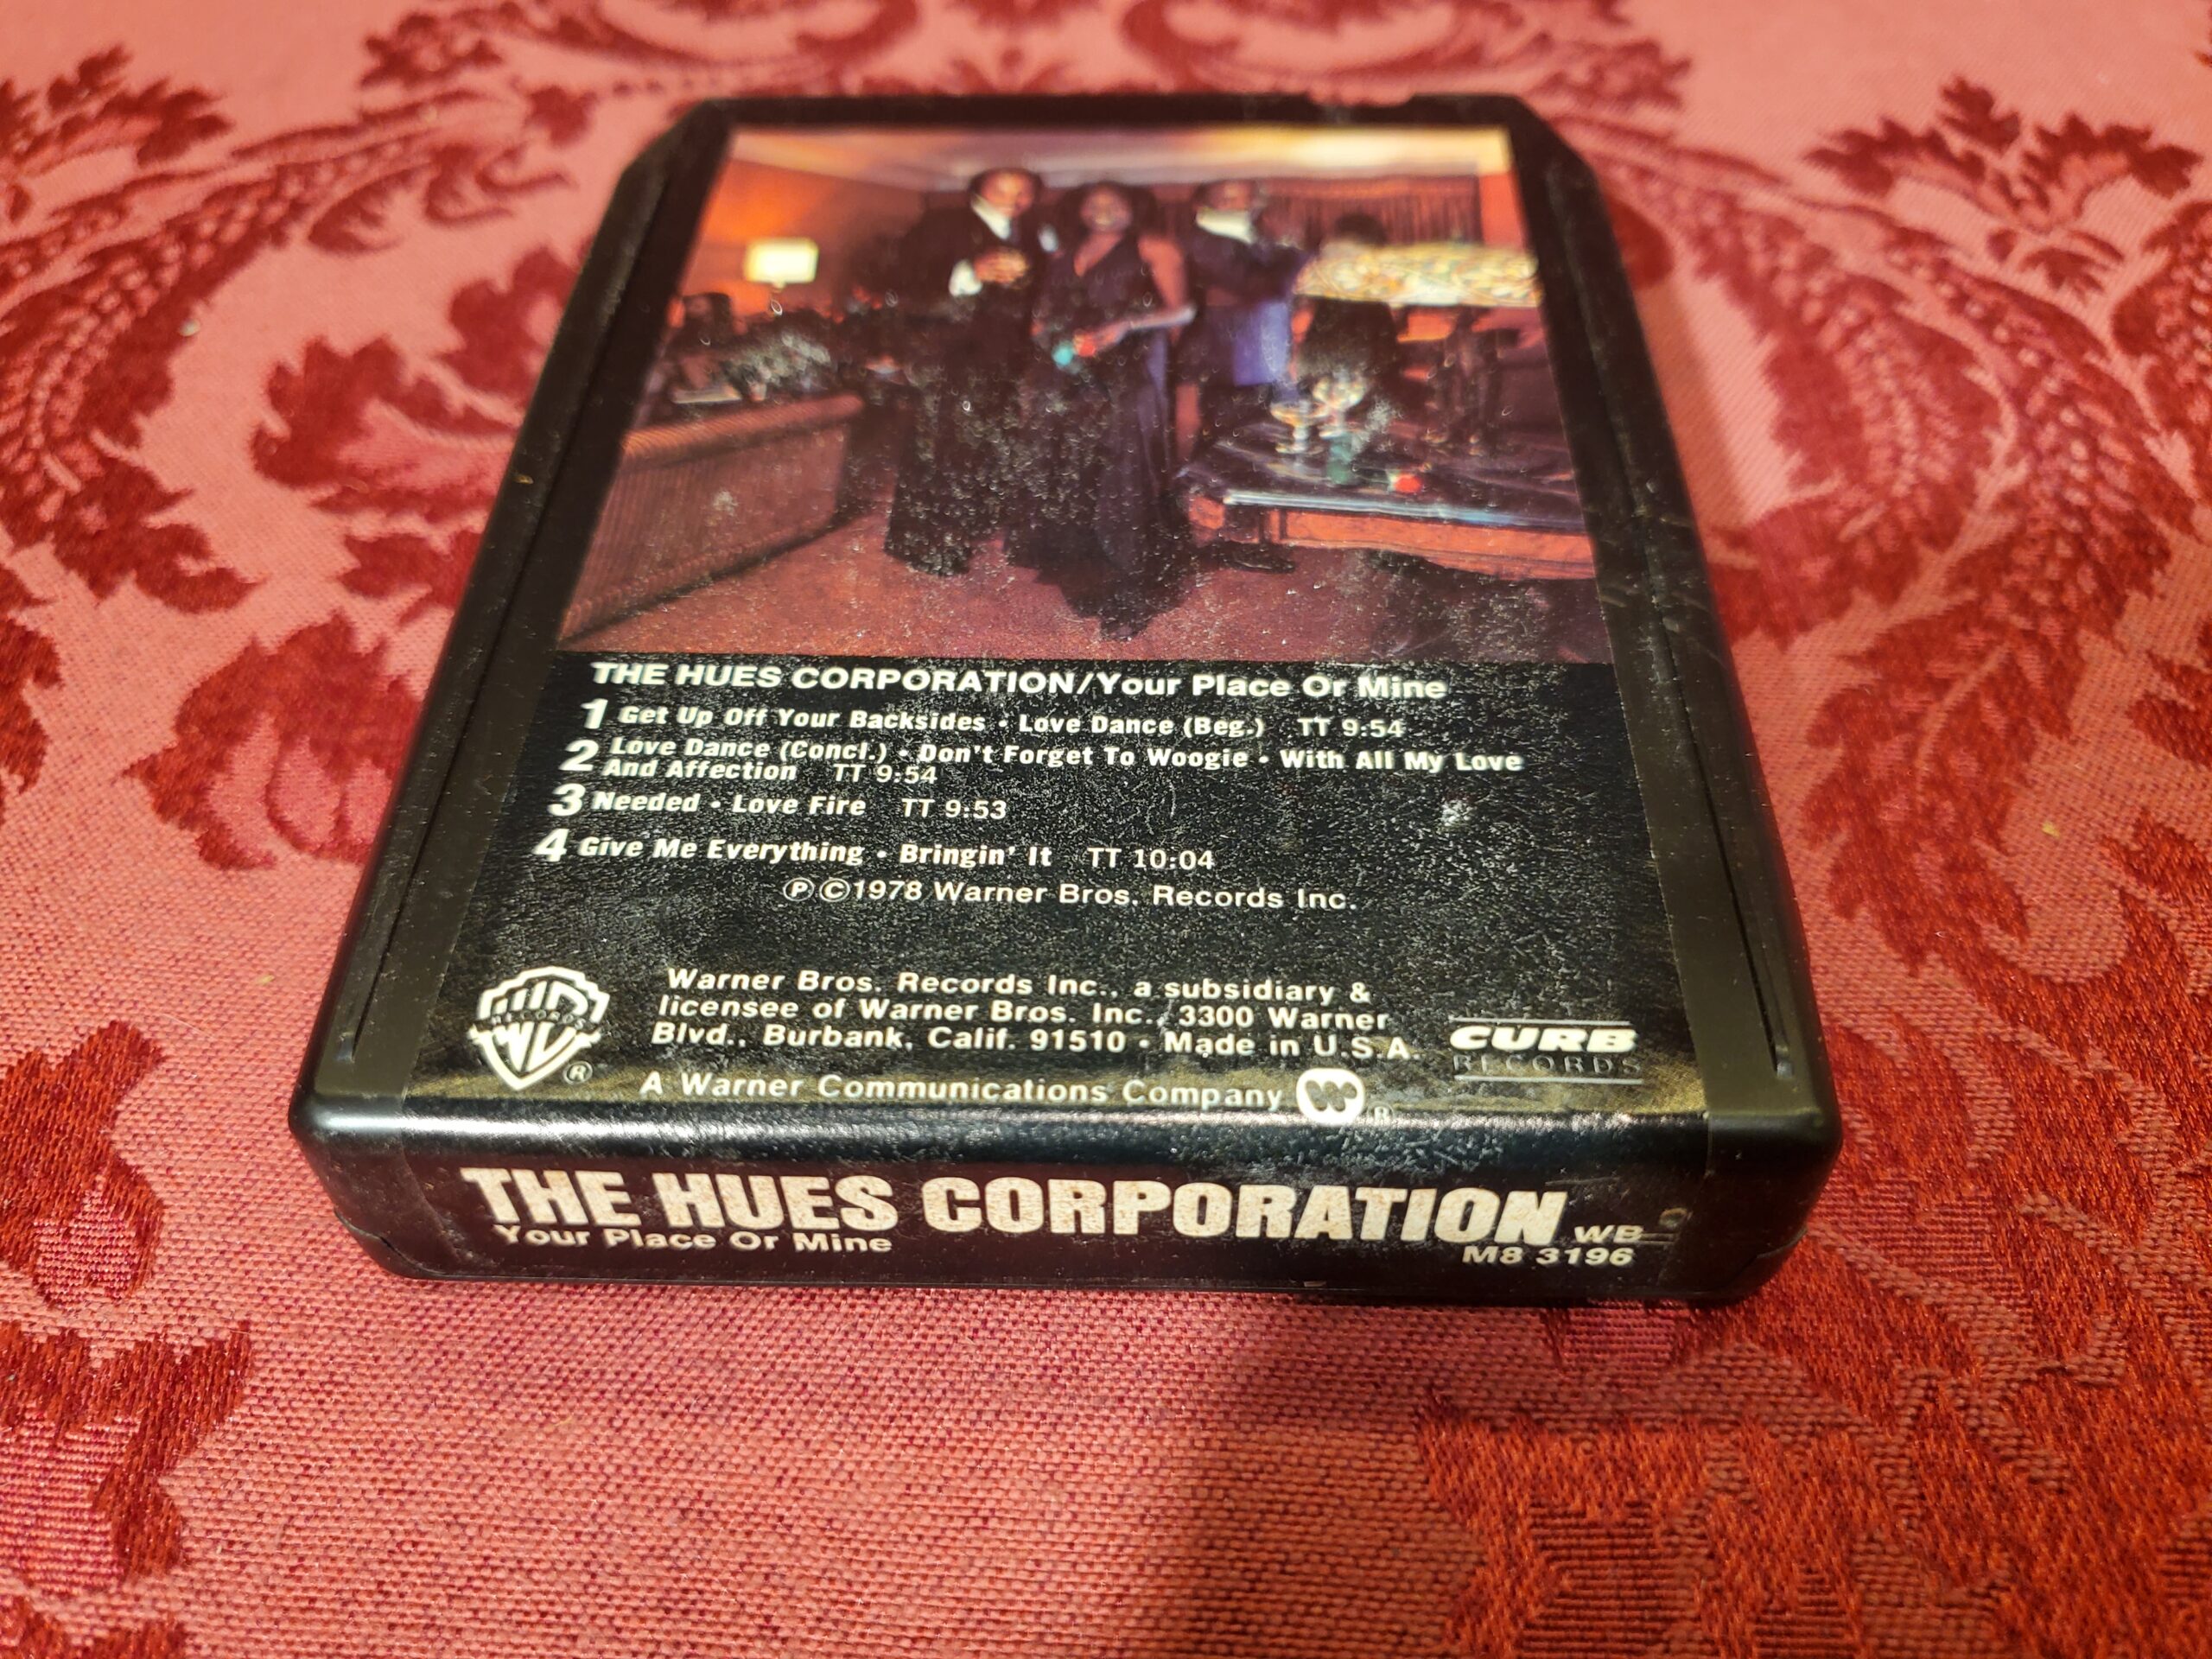 THE HUES CORPORATION/Your Place Or Mine
1 Get Up Off Your Backsides • Love Dance (Beg.) TT 9:54
2 Love Dance (Concl.) • Don't Forget To Woogie • With All My Love
And Affection TT 9:54
3 Needed • Love Fire TT 9:53
4 Give Me Everything • Bringin' It TT 10:04
℗©1978 Warner Bros. Records Inc.
Warner Bros. Records Inc., a subsidiary &
licensee of Warner Bros. Inc., 3300 Warner
Blvd., Burbank, Calif. 91510 • Made in U.S.A.
A Warner Communications Company W ®
WB RECORDS ®
CURB
RECORDS
THE HUES CORPORATION
Your Place Or Mine
WB
M8 3196